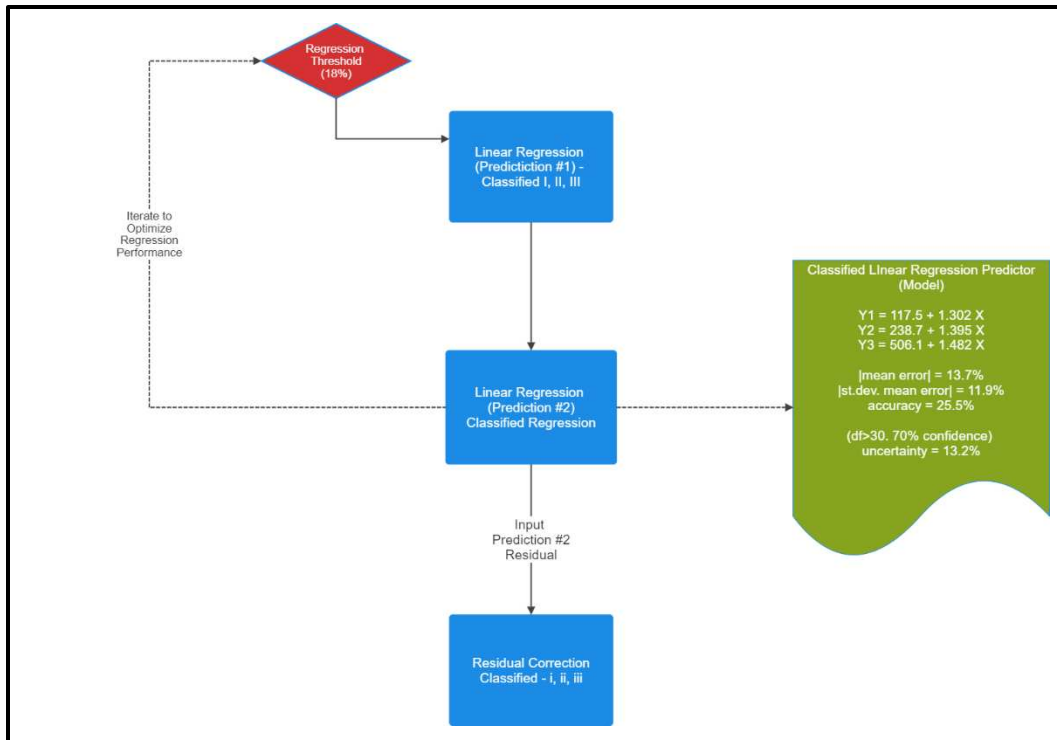 Regression
Threshold
(18%)
Linear Regression
(Predictiction #1) -
Classified I, II, III
Iterate to
Optimize
Regression
Performance
Classified LInear Regression Predictor
(Model)
Y1 = 117.5 + 1.302 X
Y2 = 238.7 + 1.395 X
Y3 = 506.1 + 1.482 X
|mean error| = 13.7%
|st.dev. mean error| = 11.9%
accuracy = 25.5%
(df>30. 70% confidence)
uncertainty = 13.2%
Linear Regression
(Prediction #2)
Classified Regression
Input
Prediction #2
Residual
Residual Correction
Classified - i, ii, iii